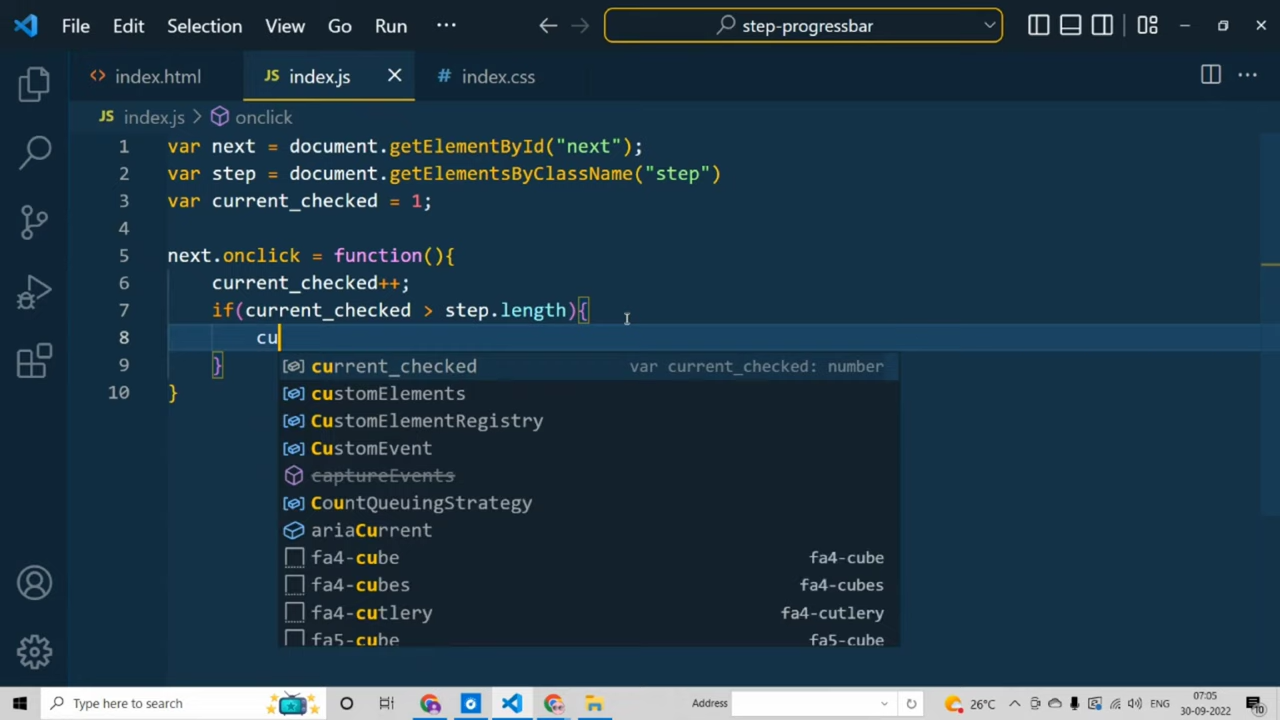 File Edit Selection View Go Run ··· step-progressbar
<> index.html JS index.js # index.css ···
JS index.js > onclick
1 var next = document.getElementById("next");
2 var step = document.getElementsByClassName("step")
3 var current_checked = 1;
4
5 next.onclick = function(){
6 current_checked++;
7 if(current_checked > step.length){
8 cu
9 }
10 }
current_checked var current_checked: number
customElements
CustomElementRegistry
CustomEvent
captureEvents
CountQueuingStrategy
ariaCurrent
fa4-cube fa4-cube
fa4-cubes fa4-cubes
fa4-cutlery fa4-cutlery
fa5-cube fa5-cube
Type here to search Address 26°C ENG 07:05
30-09-2022 10